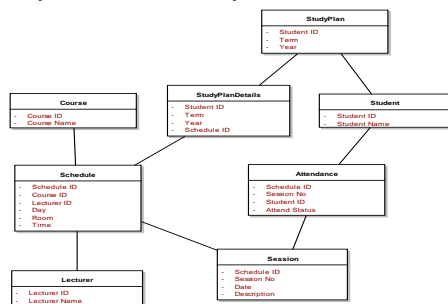 StudyPlan
- Student ID
- Term
- Year
StudyPlanDetails
- Student ID
- Term
- Year
- Schedule ID
Course
- Course ID
- Course Name
Student
- Student ID
- Student Name
Schedule
- Schedule ID
- Course ID
- Lecturer ID
- Day
- Room
- Time
Attendance
- Schedule ID
- Session No
- Student ID
- Attend Status
Session
- Schedule ID
- Session No
- Date
- Description
Lecturer
- Lecturer ID
- Lecturer Name